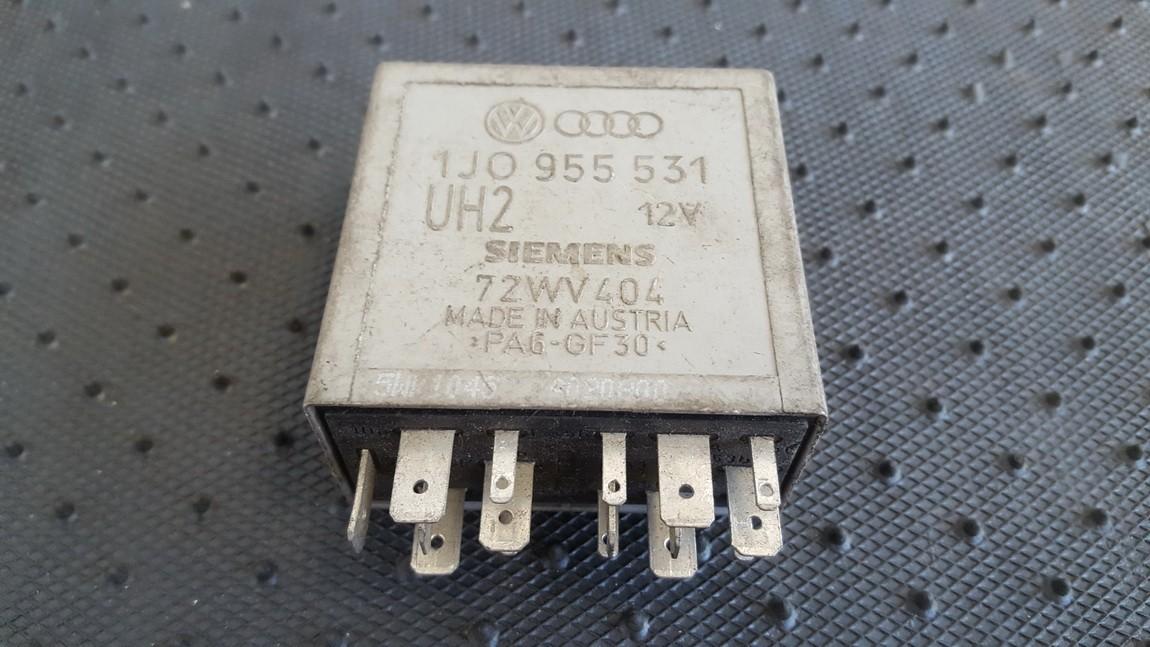 1J0 955 531
UH2 12V
SIEMENS
72WV404
MADE IN AUSTRIA
>PA6-GF30<